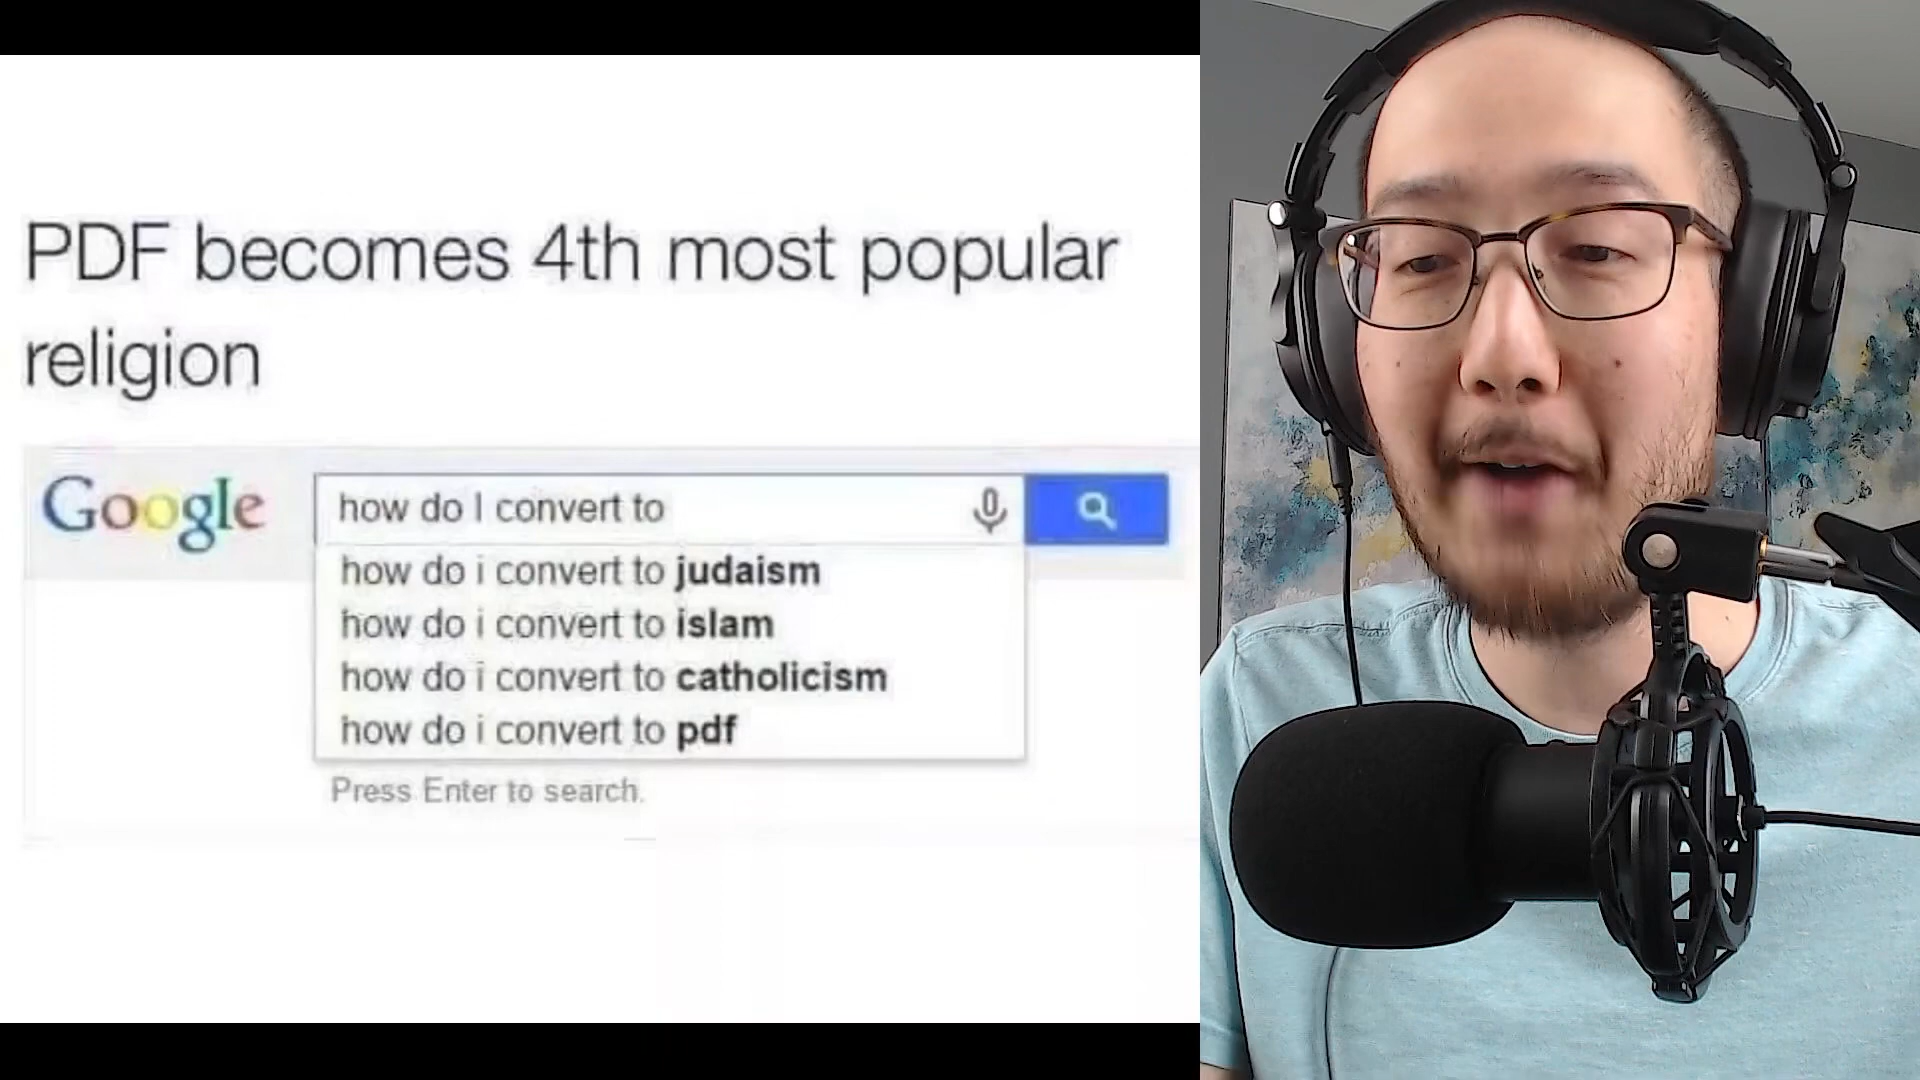 PDF becomes 4th most popular
religion
Google
how do I convert to
how do i convert to judaism
how do i convert to islam
how do i convert to catholicism
how do i convert to pdf
Press Enter to search.